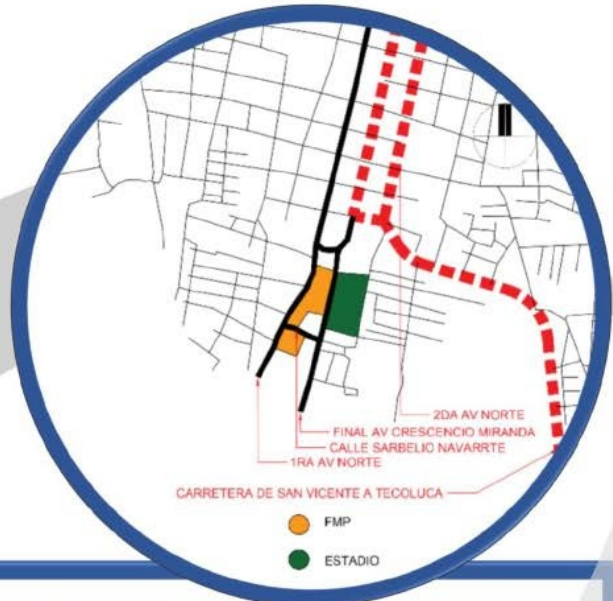 2DA AV NORTE
FINAL AV CRESCENCIO MIRANDA
CALLE SARBELIO NAVARRTE
1RA AV NORTE
CARRETERA DE SAN VICENTE A TECOLUCA
FMP
ESTADIO